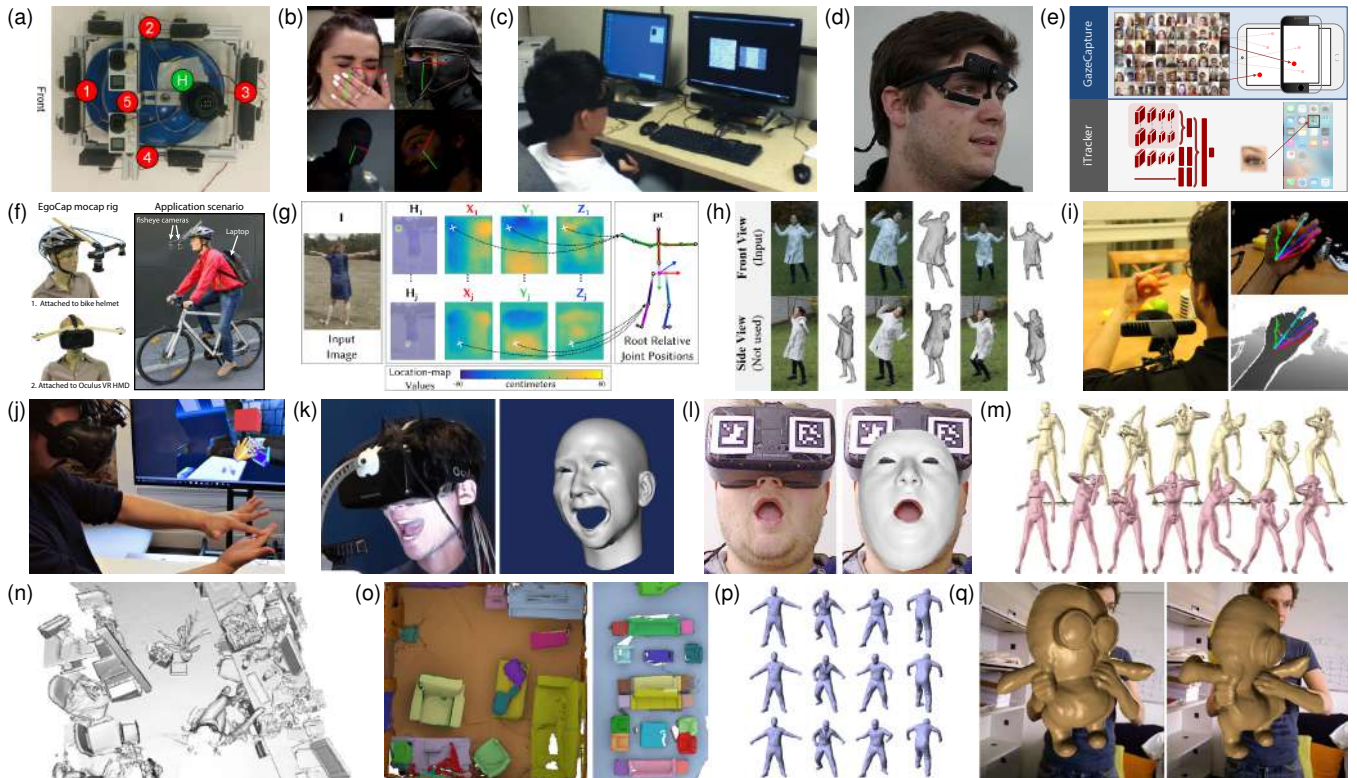 (a)
Front
1
2
3
4
5
H
(b)
(c)
(d)
(e)
GazeCapture
iTracker
(f)
EgoCap mocap rig
Application scenario
fisheye cameras
Laptop
1. Attached to bike helmet
2. Attached to Oculus VR HMD
(g)
I
H1
X1
Y1
Z1
Pt
Hj
Xj
Yj
Zj
Input
Image
Root Relative
Joint Positions
Location-map
Values
centimeters
(h)
Front View
(Input)
Side View
(Not used)
(i)
(j)
(k)
(l)
(m)
(n)
(o)
(p)
(q)